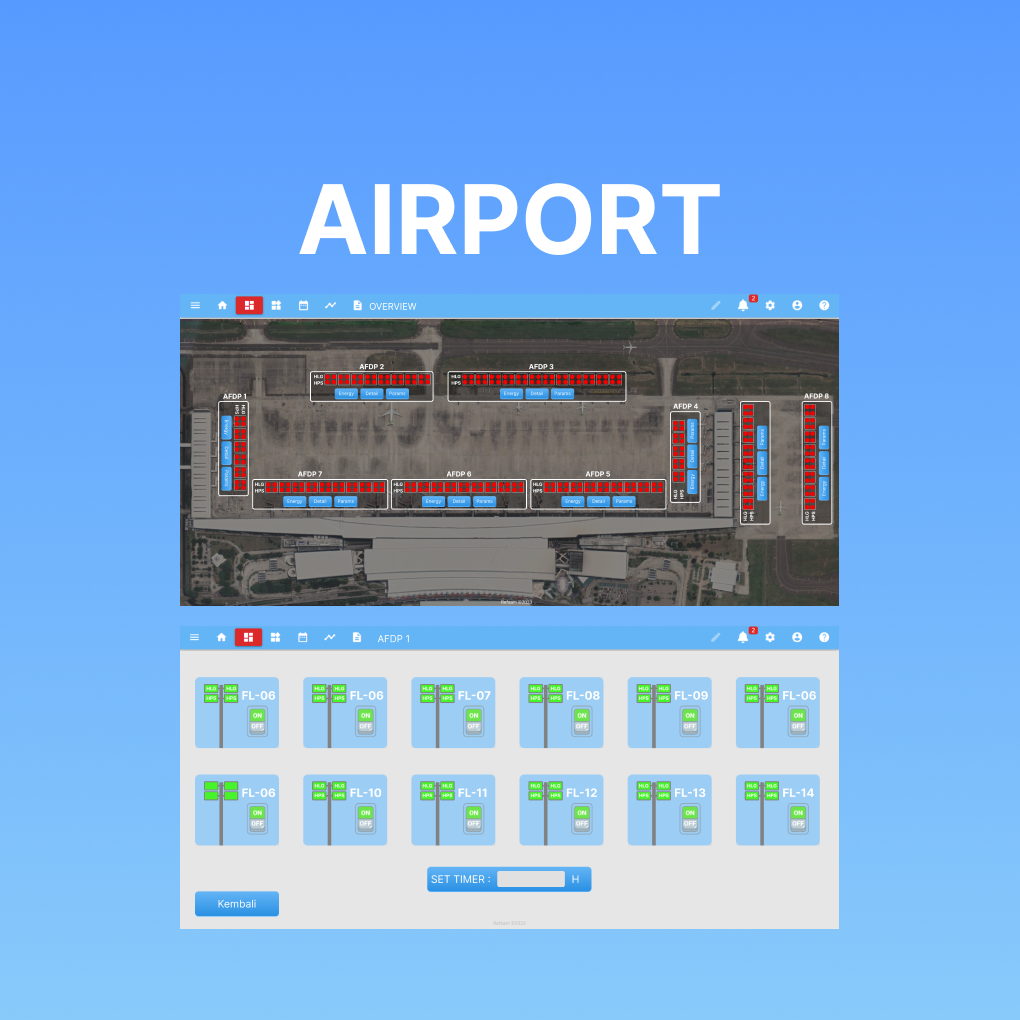 AIRPORT
OVERVIEW
2
AFDP 2
HLG
HPS
Energy Detail Params
AFDP 3
HLG
HPS
Energy Detail Params
AFDP 1
HLG
HPS
Params
Detail
Energy
AFDP 4
HLG
HPS
Params
Detail
Energy
HLG
HPS
Params
Detail
Energy
AFDP 8
HLG
HPS
Params
Detail
Energy
AFDP 7
HLG
HPS
Energy Detail Params
AFDP 6
HLG
HPS
Energy Detail Params
AFDP 5
HLG
HPS
Energy Detail Params
AFDP 1
2
HLG HLG
HPS HPS
FL-06
ON
OFF
HLG HLG
HPS HPS
FL-06
ON
OFF
HLG HLG
HPS HPS
FL-07
ON
OFF
HLG HLG
HPS HPS
FL-08
ON
OFF
HLG HLG
HPS HPS
FL-09
ON
OFF
HLG HLG
HPS HPS
FL-06
ON
OFF
FL-06
ON
OFF
HLG HLG
HPS HPS
FL-10
ON
OFF
HLG HLG
HPS HPS
FL-11
ON
OFF
HLG HLG
HPS HPS
FL-12
ON
OFF
HLG HLG
HPS HPS
FL-13
ON
OFF
HLG HLG
HPS HPS
FL-14
ON
OFF
SET TIMER : H
Kembali